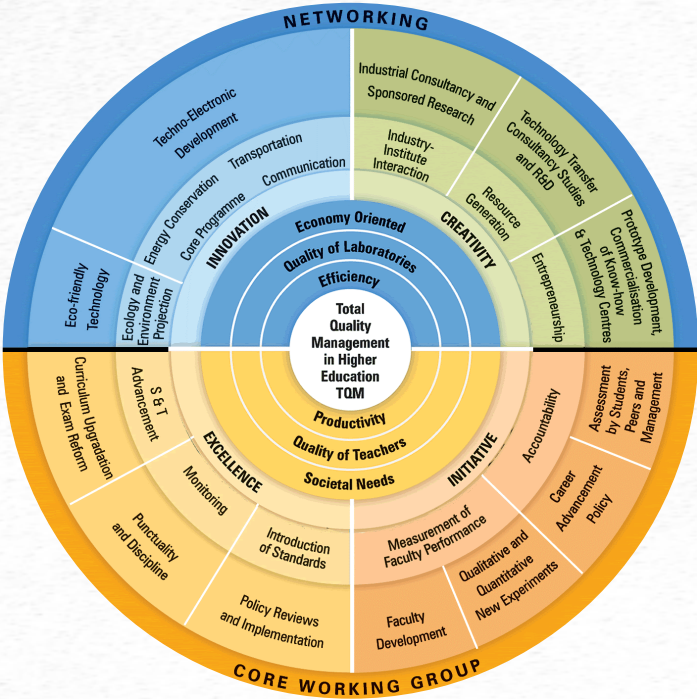 NETWORKING
Techno-Electronic
Development
Transportation
Energy Conservation
Communication
Core Programme
INNOVATION
Eco-friendly
Technology
Ecology and
Environment
Projection
Industrial Consultancy and
Sponsored Research
Industry-
Institute
Interaction
CREATIVITY
Technology Transfer
Consultancy Studies
and R&D
Resource
Generation
Prototype Development,
Commercialisation
of Know-how
& Technology Centres
Entrepreneurship
Economy Oriented
Quality of Laboratories
Efficiency
Total
Quality
Management
in Higher
Education
TQM
Productivity
Quality of Teachers
Societal Needs
Curriculum Upgradation
and Exam Reform
S & T
Advancement
EXCELLENCE
Monitoring
Punctuality
and Discipline
Introduction
of Standards
Policy Reviews
and Implementation
INITIATIVE
Accountability
Assessment
by Students,
Peers and
Management
Career
Advancement
Policy
Measurement of
Faculty Performance
Qualitative and
Quantitative
New Experiments
Faculty
Development
CORE WORKING GROUP